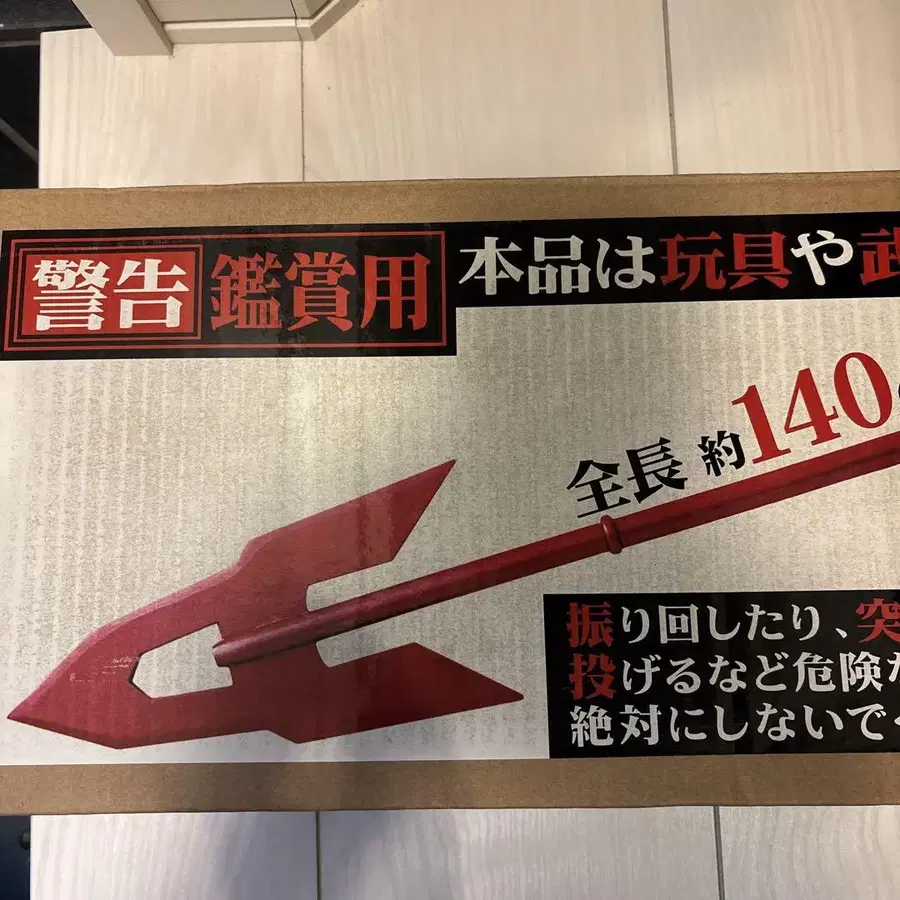 警告 鑑賞用 本品は玩具や武
全長 約140
振り回したり、突
投げるなど危険な
絶対にしないで